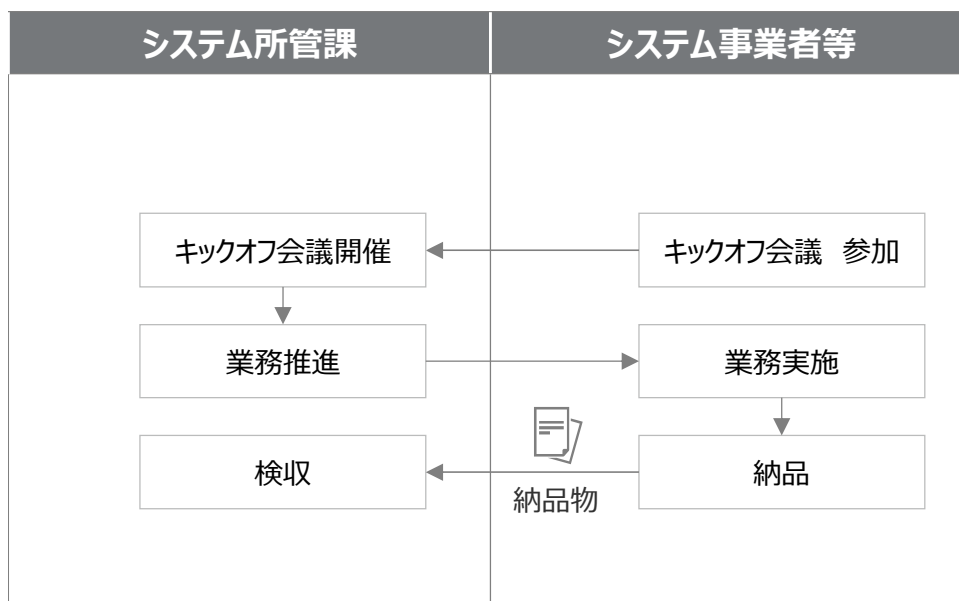 システム所管課
システム事業者等
キックオフ会議開催
キックオフ会議　参加
業務推進
業務実施
検収
納品物
納品